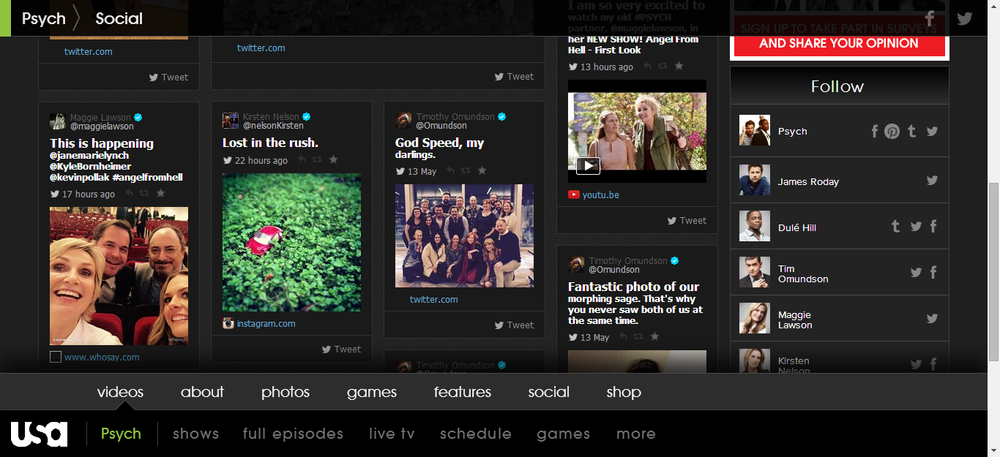 Psych
Social
twitter.com
Tweet
twitter.com
Tweet
Maggie Lawson
@maggielawson
This is happening
@janemarielynch
@KyleBornheimer
@kevinpollak #angelfromhell
17 hours ago
www.whosay.com
Kirsten Nelson
@nelsonKirsten
Lost in the rush.
22 hours ago
instagram.com
Tweet
Timothy Omundson
@Omundson
God Speed, my
darlings.
13 May
twitter.com
Tweet
Timothy Omundson
@Omundson
I am so very excited to
watch my old #PSYCH
partner, @maggielawson, in
her NEW SHOW! Angel From
Hell - First Look
13 hours ago
youtu.be
Tweet
Timothy Omundson
@Omundson
Fantastic photo of our
morphing sage. That's why
you never saw both of us at
the same time.
13 May
SIGN UP TO TAKE PART IN SURVEYS
AND SHARE YOUR OPINION
Follow
Psych
James Roday
Dulé Hill
Tim
Omundson
Maggie
Lawson
Kirsten
Nelson
videos about photos games features social shop
usa Psych shows full episodes live tv schedule games more